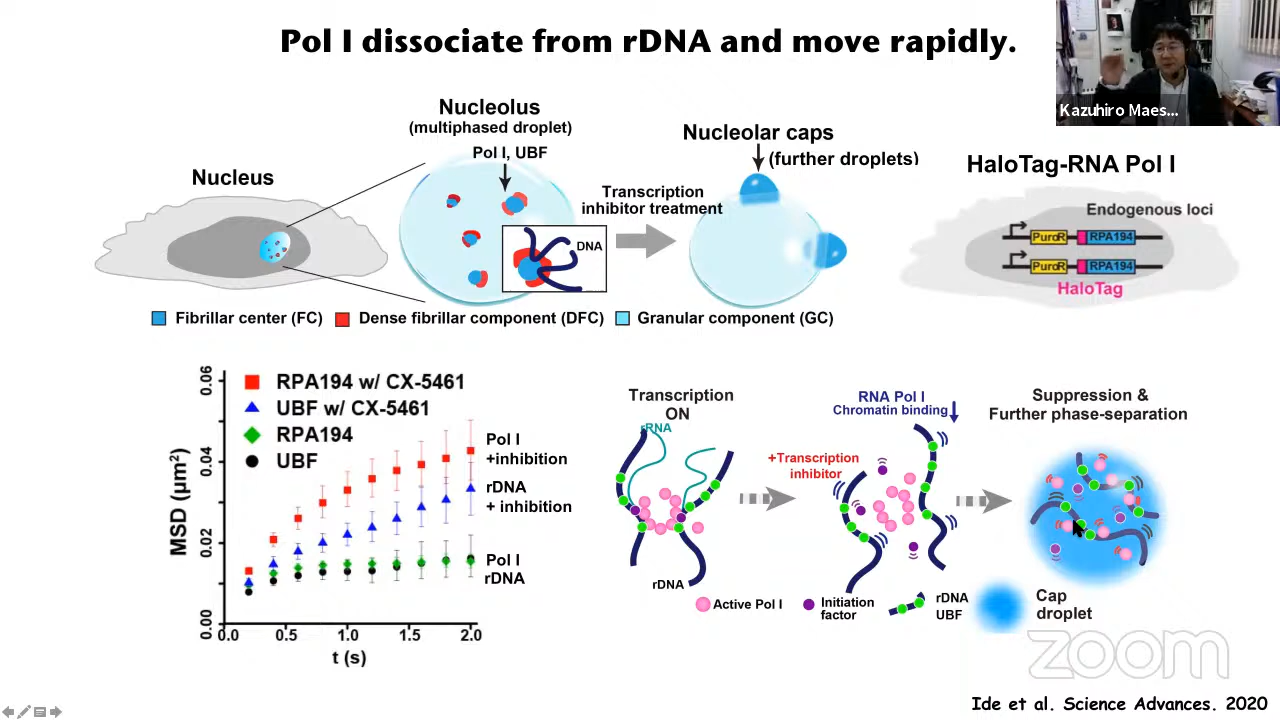 Pol I dissociate from rDNA and move rapidly.
Kazuhiro Maes...
Nucleus
Nucleolus
(multiphased droplet)
Pol I, UBF
DNA
Transcription
inhibitor treatment
Nucleolar caps
(further droplets)
HaloTag-RNA Pol I
Endogenous loci
PuroR
RPA194
PuroR
RPA194
HaloTag
Fibrillar center (FC)
Dense fibrillar component (DFC)
Granular component (GC)
MSD (μm²)
0.06
0.04
0.02
0.00
RPA194 w/ CX-5461
UBF w/ CX-5461
RPA194
UBF
Pol I
+inhibition
rDNA
+ inhibition
Pol I
rDNA
0.0 0.5 1.0 1.5 2.0
t (s)
Transcription
ON
rRNA
rDNA
+Transcription
inhibitor
RNA Pol I
Chromatin binding
Suppression &
Further phase-separation
Active Pol I
Initiation
factor
rDNA
UBF
Cap
droplet
zoom
Ide et al. Science Advances. 2020